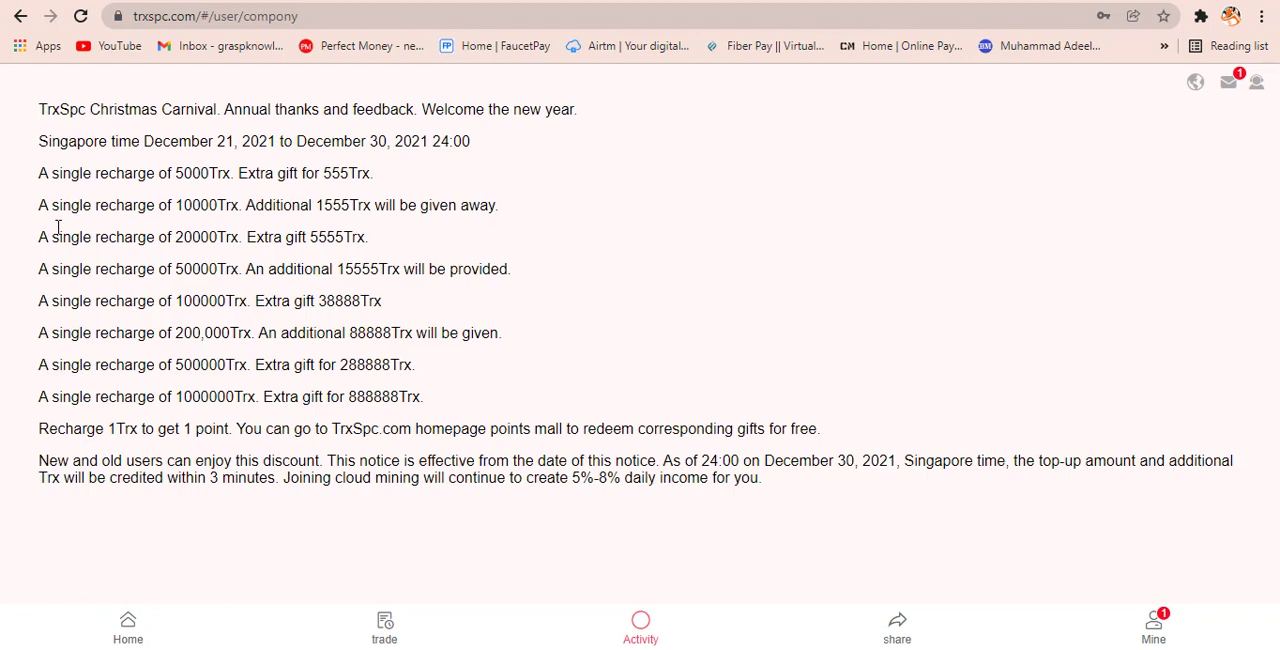 trxspc.com/#/user/compony
Apps YouTube Inbox - graspknowl... Perfect Money - ne... FaucetPay Home | FaucetPay Airtm | Your digital... Fiber Pay || Virtual... CM Home | Online Pay... BM Muhammad Adeel... » Reading list
1
TrxSpc Christmas Carnival. Annual thanks and feedback. Welcome the new year.
Singapore time December 21, 2021 to December 30, 2021 24:00
A single recharge of 5000Trx. Extra gift for 555Trx.
A single recharge of 10000Trx. Additional 1555Trx will be given away.
A single recharge of 20000Trx. Extra gift 5555Trx.
A single recharge of 50000Trx. An additional 15555Trx will be provided.
A single recharge of 100000Trx. Extra gift 38888Trx
A single recharge of 200,000Trx. An additional 88888Trx will be given.
A single recharge of 500000Trx. Extra gift for 288888Trx.
A single recharge of 1000000Trx. Extra gift for 888888Trx.
Recharge 1Trx to get 1 point. You can go to TrxSpc.com homepage points mall to redeem corresponding gifts for free.
New and old users can enjoy this discount. This notice is effective from the date of this notice. As of 24:00 on December 30, 2021, Singapore time, the top-up amount and additional
Trx will be credited within 3 minutes. Joining cloud mining will continue to create 5%-8% daily income for you.
1
Home trade Activity share Mine